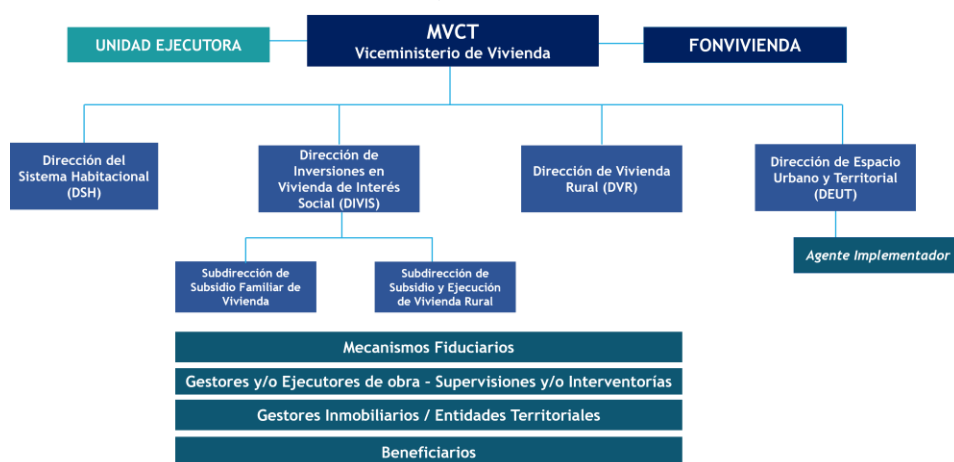 UNIDAD EJECUTORA
MVCT
Viceministerio de Vivienda
FONVIVIENDA
Dirección del
Sistema Habitacional
(DSH)
Dirección de
Inversiones en
Vivienda de Interés
Social (DIVIS)
Dirección de Vivienda
Rural (DVR)
Dirección de Espacio
Urbano y Territorial
(DEUT)
Agente Implementador
Subdirección de
Subsidio Familiar de
Vivienda
Subdirección de
Subsidio y Ejecución
de Vivienda Rural
Mecanismos Fiduciarios
Gestores y/o Ejecutores de obra - Supervisiones y/o Interventorías
Gestores Inmobiliarios / Entidades Territoriales
Beneficiarios